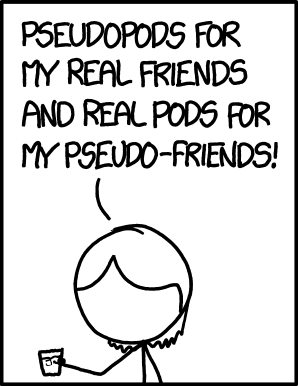 PSEUDOPODS FOR
MY REAL FRIENDS
AND REAL PODS FOR
MY PSEUDO-FRIENDS!